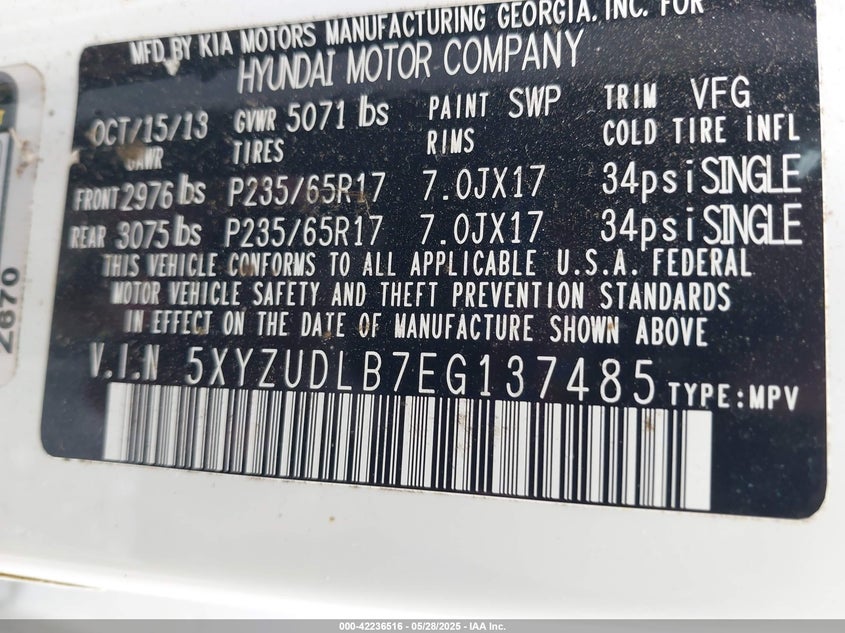 MFD BY KIA MOTORS MANUFACTURING GEORGIA, INC. FOR
HYUNDAI MOTOR COMPANY
OCT/15/13 GVWR 5071 lbs PAINT SWP TRIM VFG
GAWR TIRES RIMS COLD TIRE INFL
FRONT 2976 lbs P235/65R17 7.0JX17 34psi SINGLE
REAR 3075 lbs P235/65R17 7.0JX17 34psi SINGLE
THIS VEHICLE CONFORMS TO ALL APPLICABLE U.S.A. FEDERAL
MOTOR VEHICLE SAFETY AND THEFT PREVENTION STANDARDS
IN EFFECT ON THE DATE OF MANUFACTURE SHOWN ABOVE
V.I.N 5XYZUDLB7EG137485 TYPE:MPV
Z670
000-42236516 - 05/28/2025 - IAA Inc.